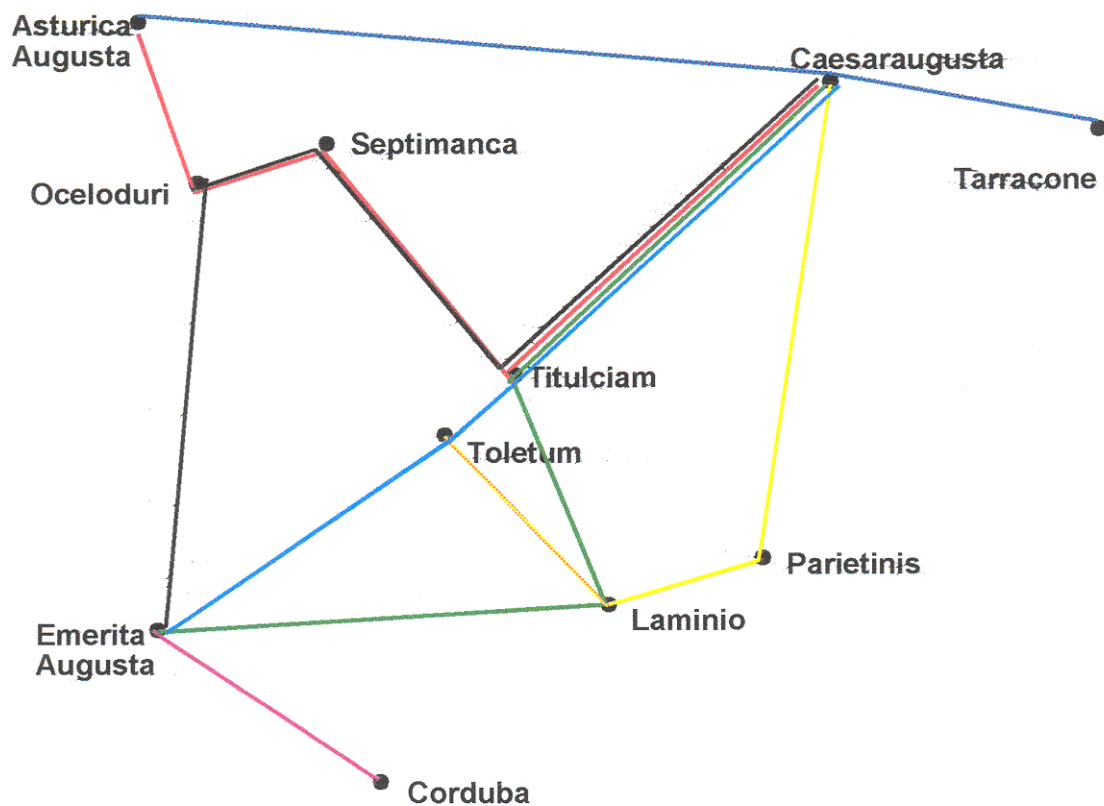 Asturica
Augusta
Caesaraugusta
Septimanca
Tarracone
Oceloduri
Titulciam
Toletum
Parietinis
Laminio
Emerita
Augusta
Corduba